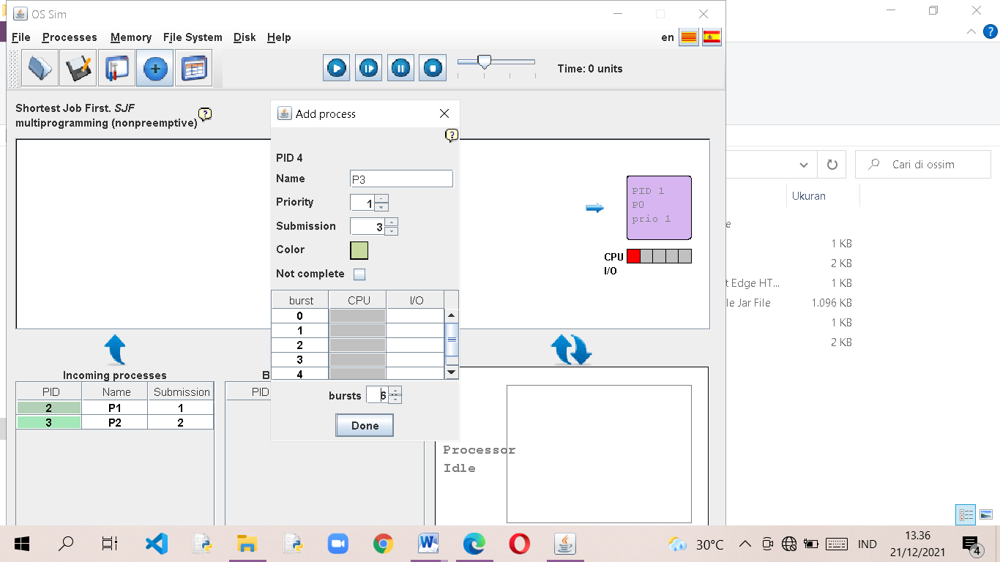 OS Sim
File Processes Memory File System Disk Help
en
Time: 0 units
Shortest Job First. SJF
multiprogramming (nonpreemptive)
Add process
PID 4
Name P3
Priority 1
Submission 3
Color
Not complete
burst CPU I/O
0
1
2
3
4
bursts 6
Done
PID 1
P0
prio 1
CPU
I/O
Incoming processes
PID Name Submission
2 P1 1
3 P2 2
B
PID
Processor
Idle
Cari di ossim
Ukuran
e
1 KB
2 KB
t Edge HT... 1 KB
le Jar File 1.096 KB
1 KB
2 KB
30°C
IND
13.36
21/12/2021
4